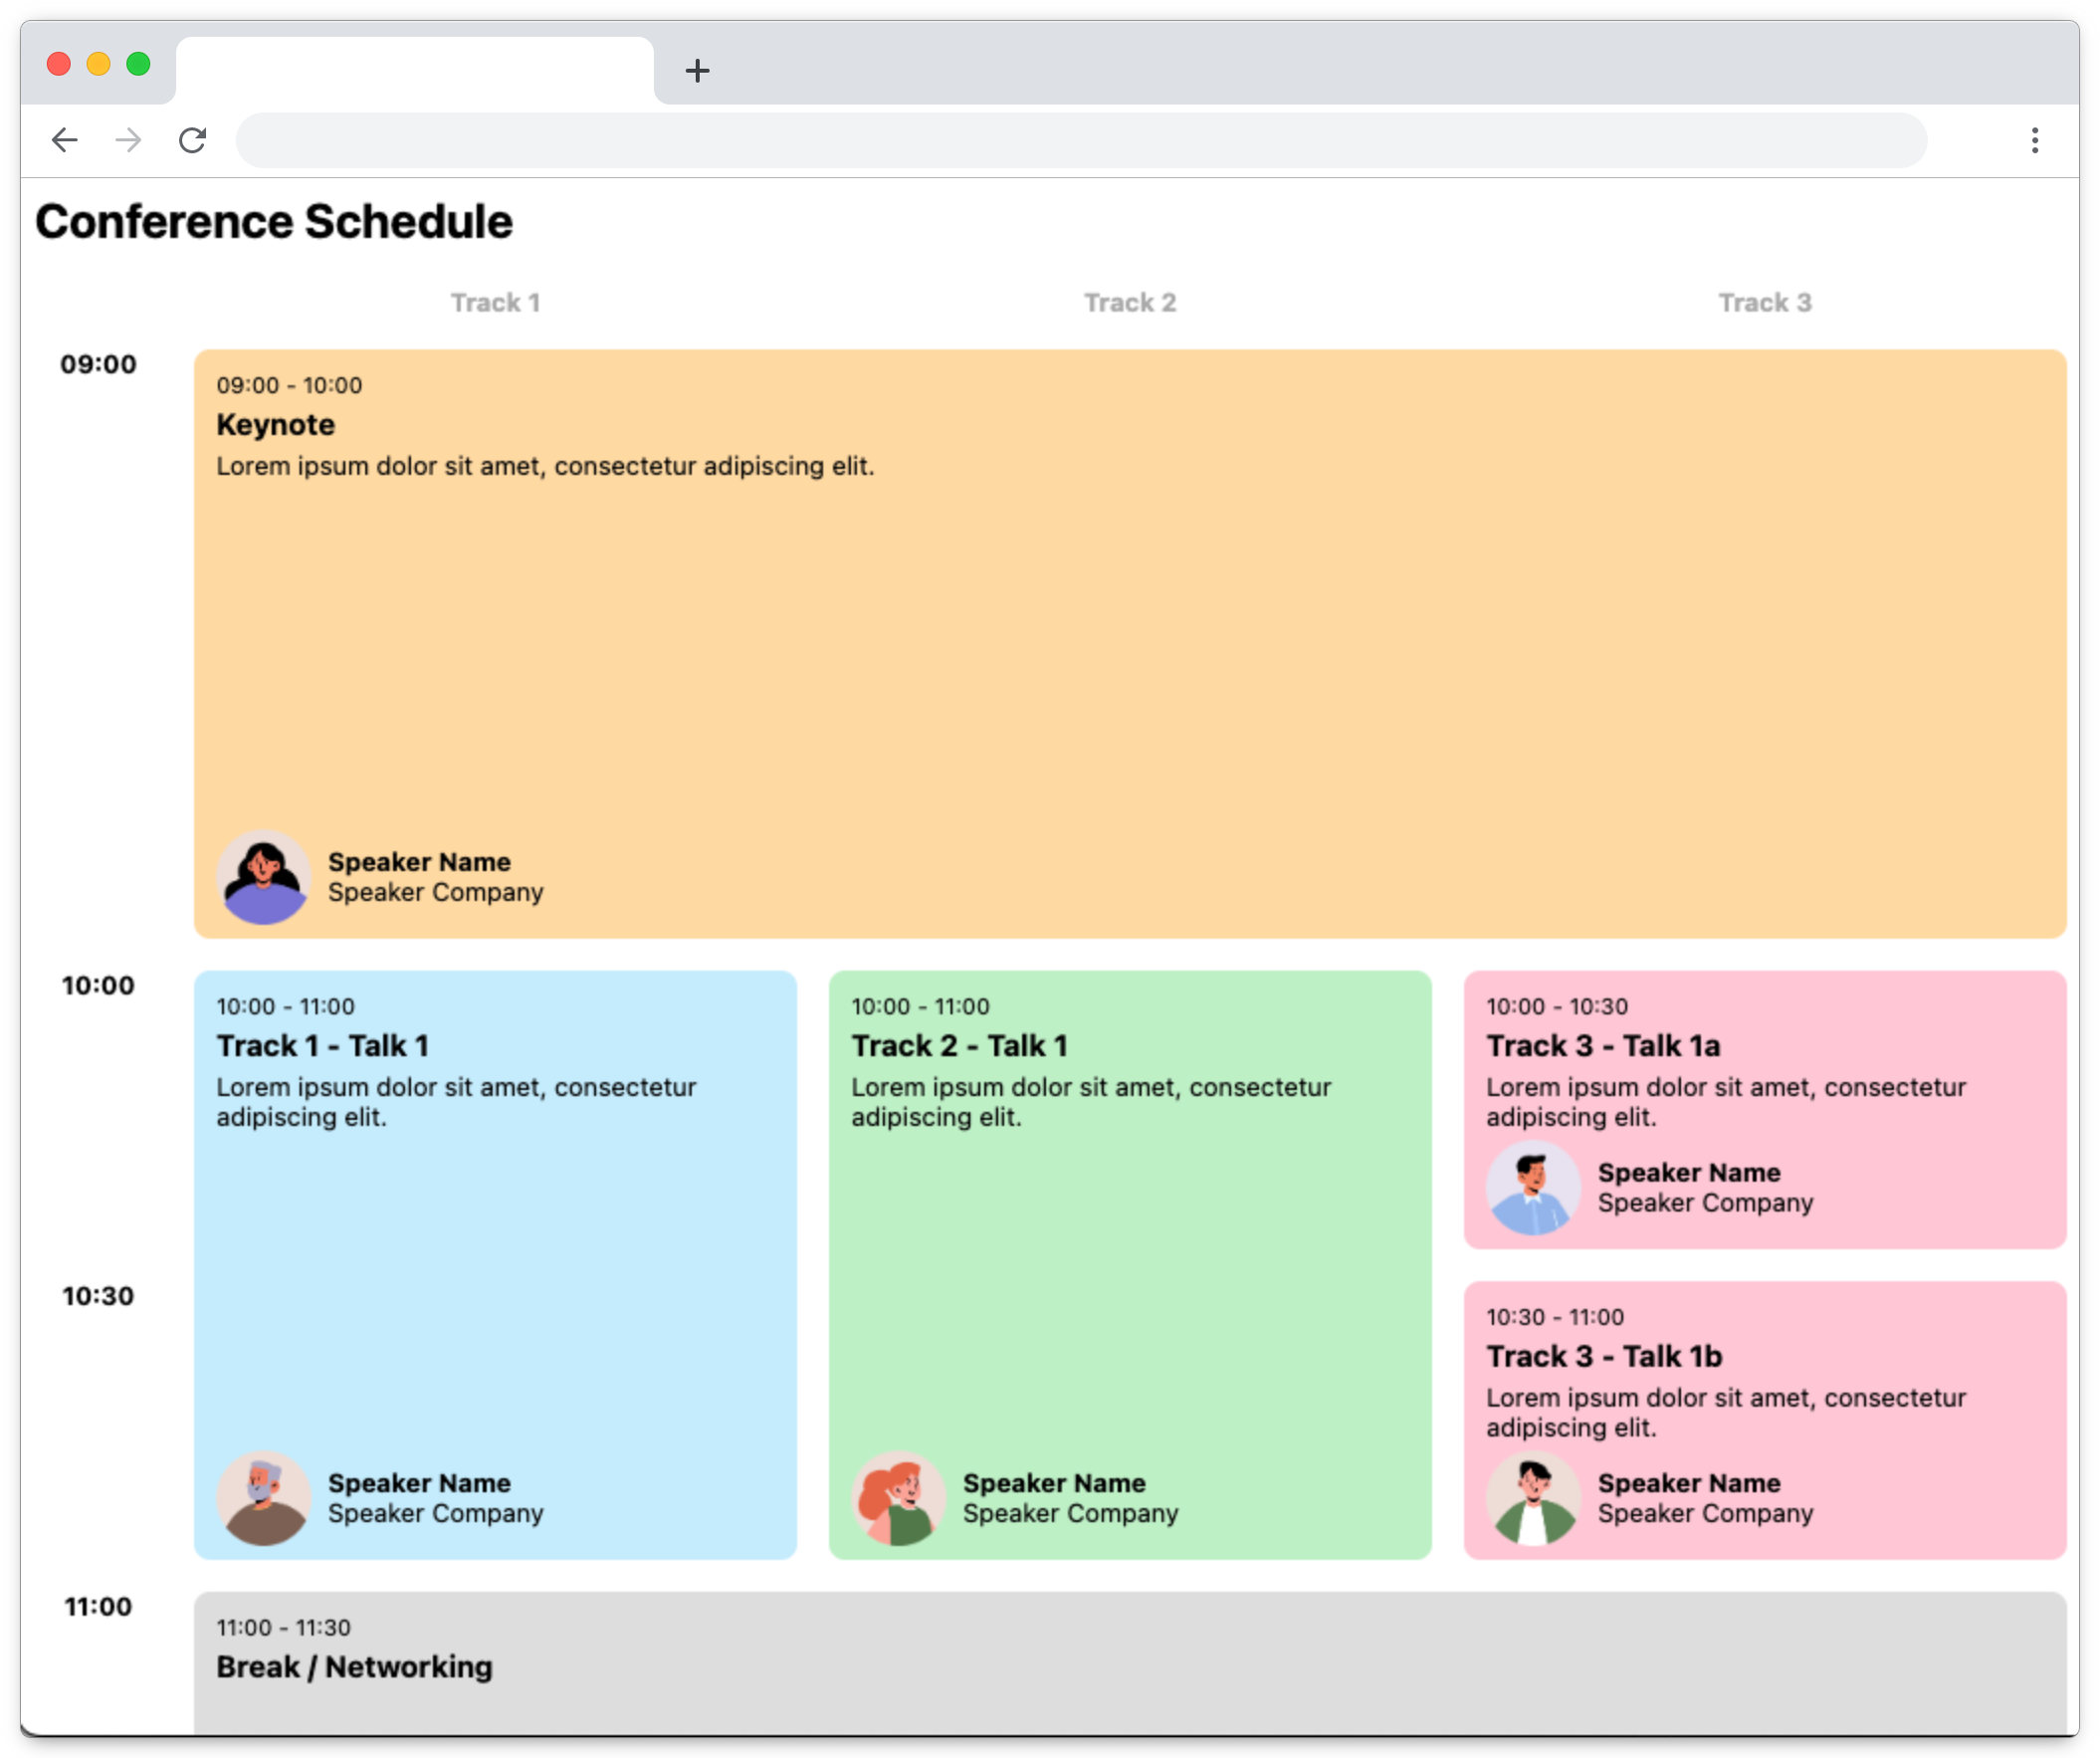 Conference Schedule
Track 1
Track 2
Track 3
09:00
09:00 - 10:00
Keynote
Lorem ipsum dolor sit amet, consectetur adipiscing elit.
Speaker Name
Speaker Company
10:00
10:00 - 11:00
Track 1 - Talk 1
Lorem ipsum dolor sit amet, consectetur
adipiscing elit.
Speaker Name
Speaker Company
10:00 - 11:00
Track 2 - Talk 1
Lorem ipsum dolor sit amet, consectetur
adipiscing elit.
Speaker Name
Speaker Company
10:00 - 10:30
Track 3 - Talk 1a
Lorem ipsum dolor sit amet, consectetur
adipiscing elit.
Speaker Name
Speaker Company
10:30
10:30 - 11:00
Track 3 - Talk 1b
Lorem ipsum dolor sit amet, consectetur
adipiscing elit.
Speaker Name
Speaker Company
11:00
11:00 - 11:30
Break / Networking